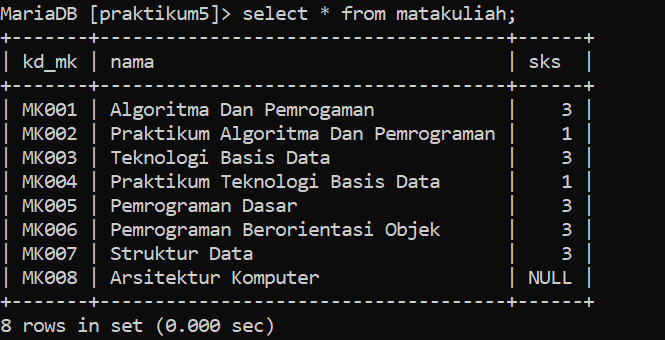 MariaDB [praktikum5]> select * from matakuliah;
+-------+----------------------------------+------+
| kd_mk | nama                             | sks  |
+-------+----------------------------------+------+
| MK001 | Algoritma Dan Pemrogaman         |    3 |
| MK002 | Praktikum Algoritma Dan Pemrograman |    1 |
| MK003 | Teknologi Basis Data             |    3 |
| MK004 | Praktikum Teknologi Basis Data   |    1 |
| MK005 | Pemrograman Dasar                |    3 |
| MK006 | Pemrograman Berorientasi Objek   |    3 |
| MK007 | Struktur Data                    |    3 |
| MK008 | Arsitektur Komputer              | NULL |
+-------+----------------------------------+------+
8 rows in set (0.000 sec)